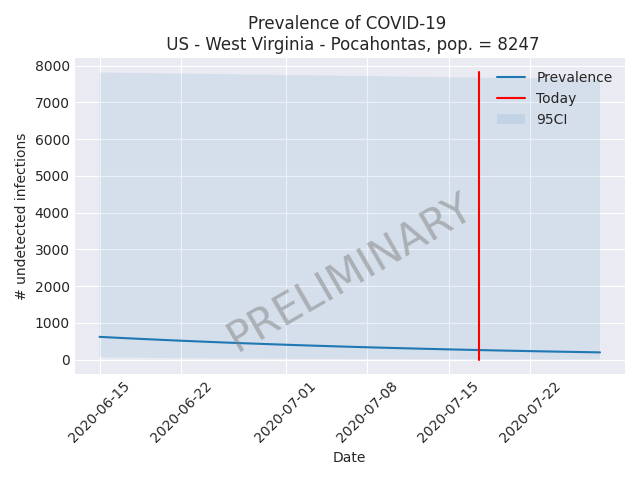 Prevalence of COVID-19
US - West Virginia - Pocahontas, pop. = 8247
8000
7000
6000
5000
4000
3000
2000
1000
0
# undetected infections
Prevalence
Today
95CI
PRELIMINARY
2020-06-15
2020-06-22
2020-07-01
2020-07-08
2020-07-15
2020-07-22
Date